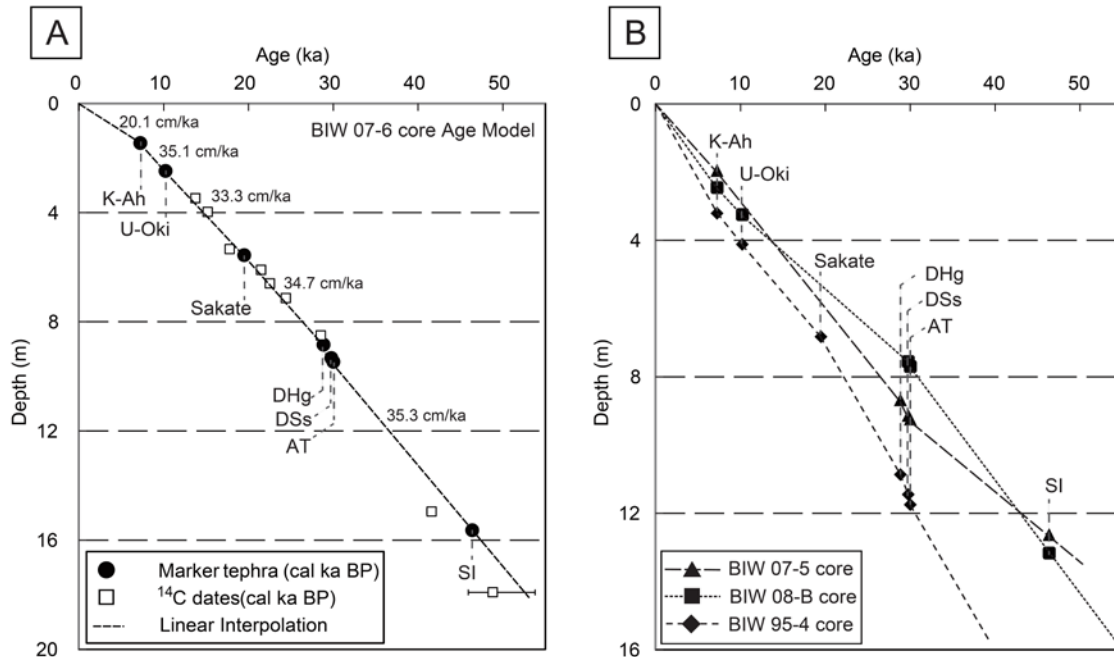 A
Age (ka)
0 10 20 30 40 50
0
4
8
12
16
20
Depth (m)
BIW 07-6 core Age Model
20.1 cm/ka
35.1 cm/ka
33.3 cm/ka
34.7 cm/ka
35.3 cm/ka
K-Ah
U-Oki
Sakate
DHg
DSs
AT
SI
Marker tephra (cal ka BP)
¹⁴C dates(cal ka BP)
Linear Interpolation
B
Age (ka)
0 10 20 30 40 50
0
4
8
12
16
Depth (m)
K-Ah
U-Oki
Sakate
DHg
DSs
AT
SI
BIW 07-5 core
BIW 08-B core
BIW 95-4 core